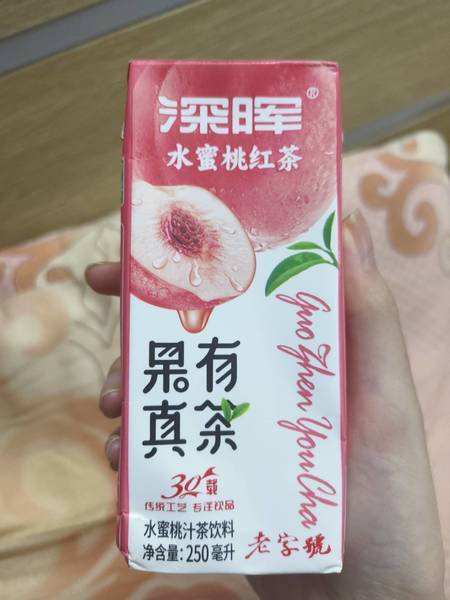 深晖®
水蜜桃红茶
果有
真茶
Guo Zhen You Cha
30载
传统工艺 专注饮品
水蜜桃汁茶饮料
净含量:250毫升
老字號